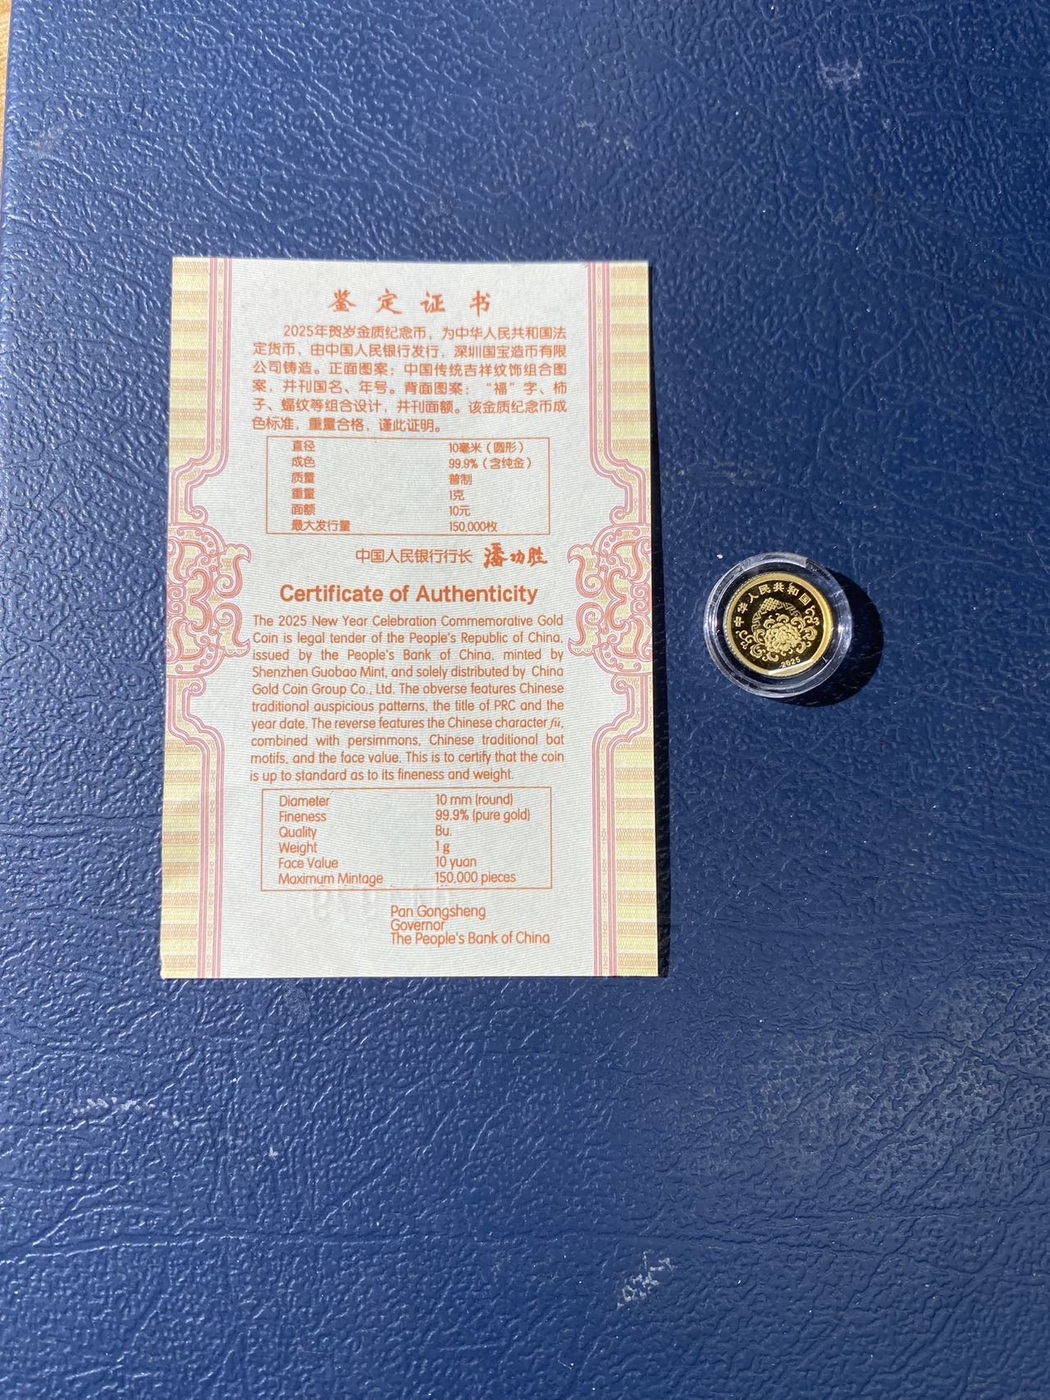 鉴定证书
2025年贺岁金质纪念币，为中华人民共和国法
定货币，由中国人民银行发行，深圳国宝造币有限
公司铸造。正面图案：中国传统吉祥纹饰组合图
案，并刊国名、年号。背面图案：“福”字、柿
子、蝠纹等组合设计，并刊面额。该金质纪念币成
色标准，重量合格，谨此证明。
直径 10毫米（圆形）
成色 99.9%（含纯金）
质量 普制
重量 1克
面额 10元
最大发行量 150,000枚
中国人民银行行长 潘功胜
Certificate of Authenticity
The 2025 New Year Celebration Commemorative Gold
Coin is legal tender of the People's Republic of China,
issued by the People's Bank of China, minted by
Shenzhen Guobao Mint, and solely distributed by China
Gold Coin Group Co., Ltd. The obverse features Chinese
traditional auspicious patterns, the title of PRC and the
year date. The reverse features the Chinese character fú,
combined with persimmons, Chinese traditional bat
motifs, and the face value. This is to certify that the coin
is up to standard as to its fineness and weight.
Diameter 10 mm (round)
Fineness 99.9% (pure gold)
Quality Bu.
Weight 1 g
Face Value 10 yuan
Maximum Mintage 150,000 pieces
Pan Gongsheng
Governor
The People's Bank of China
中华人民共和国
2025